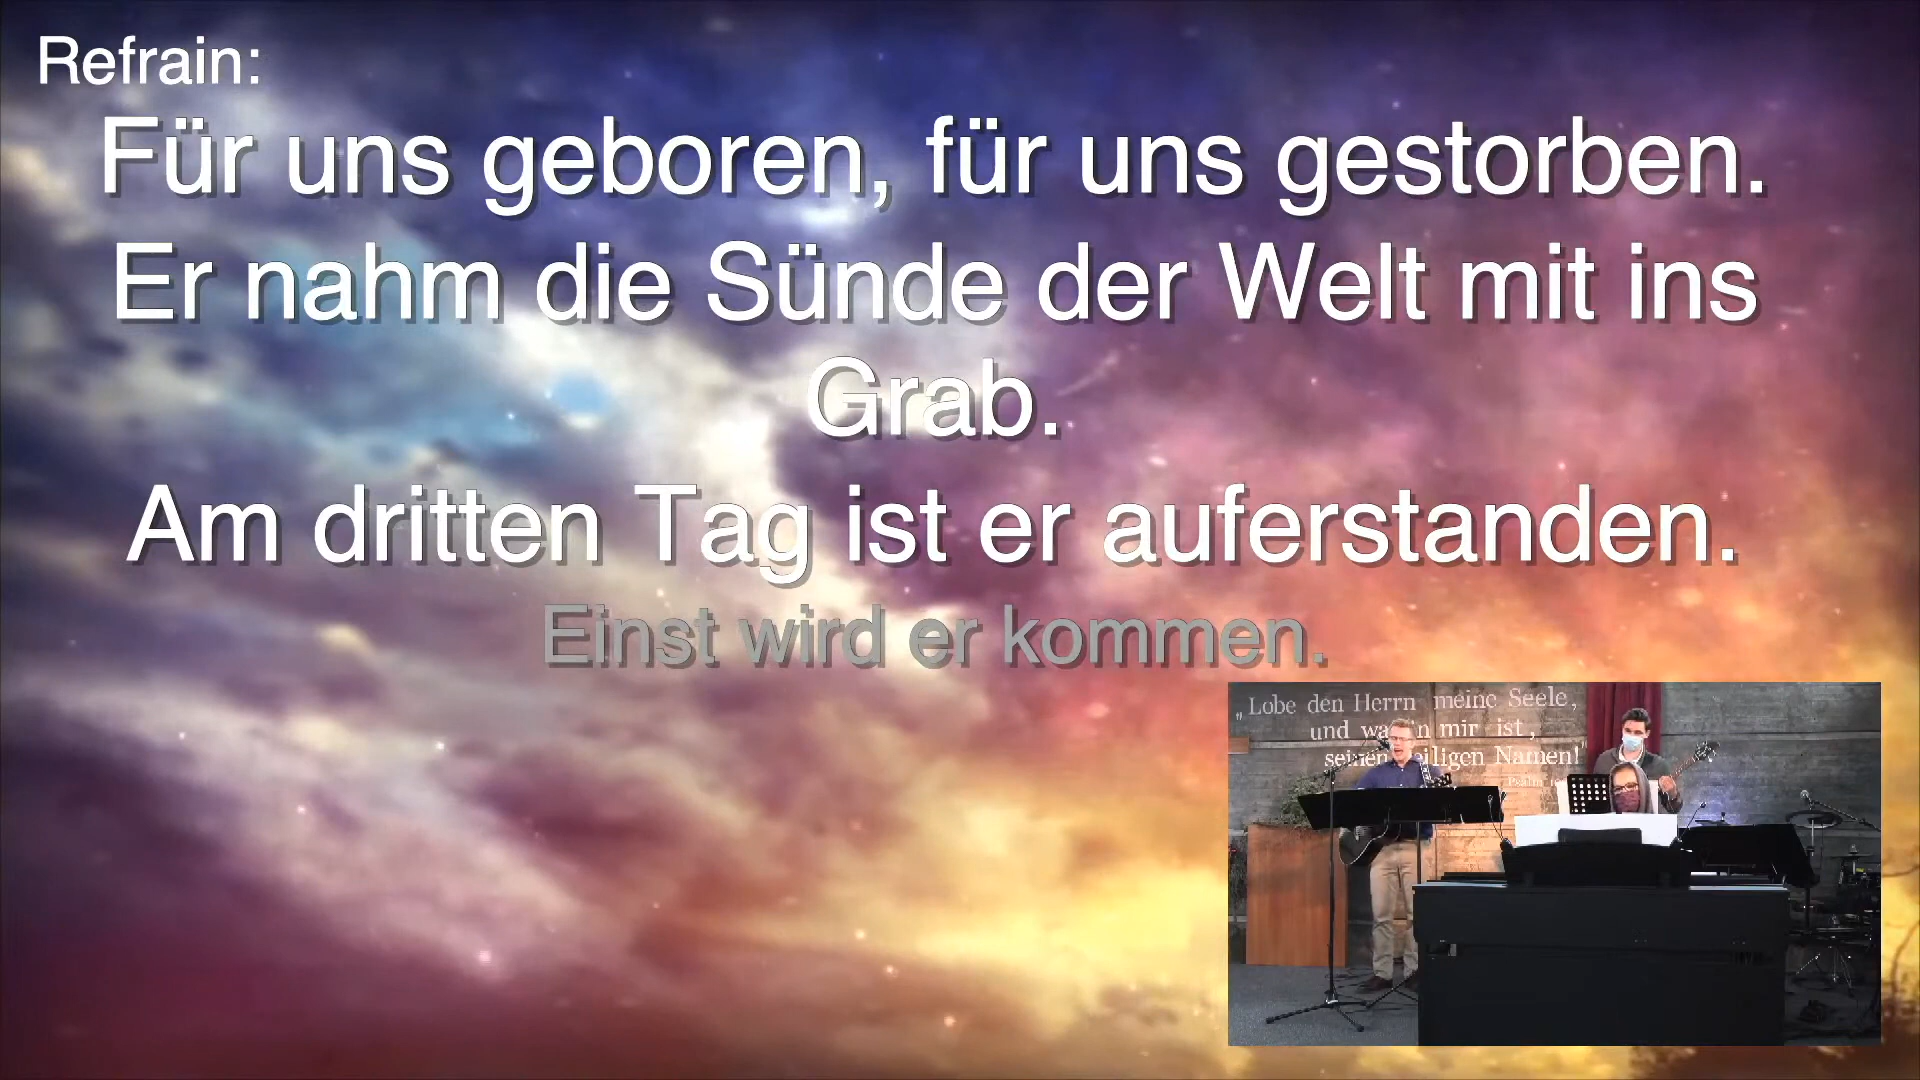 Refrain:
Für uns geboren, für uns gestorben.
Er nahm die Sünde der Welt mit ins
Grab.
Am dritten Tag ist er auferstanden.
Einst wird er kommen.
„Lobe den Herrn meine Seele,
und was in mir ist,
seinen heiligen Namen!"